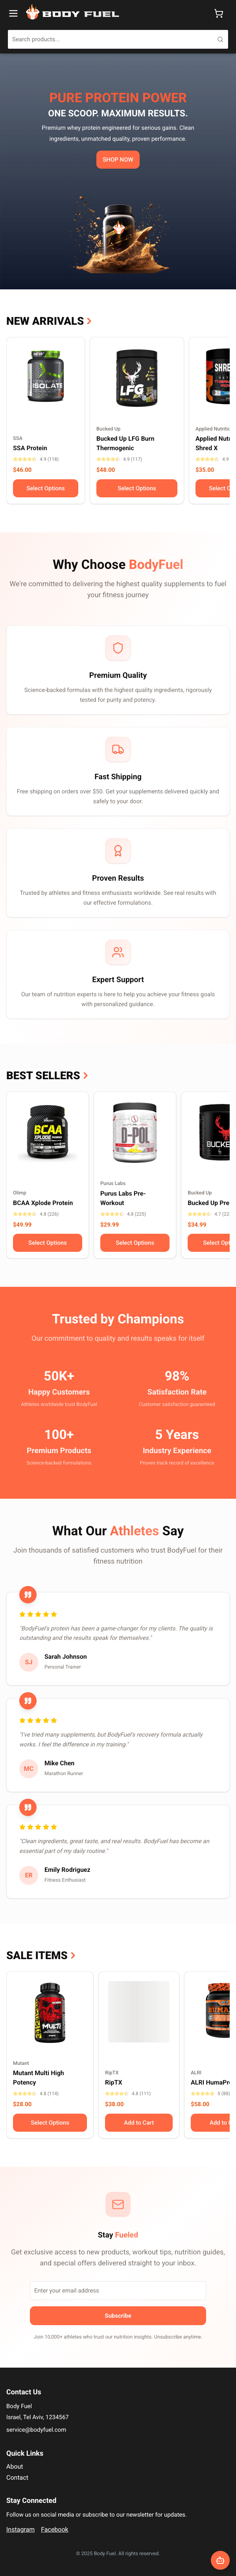 BODY FUEL
Search products...
PURE PROTEIN POWER
ONE SCOOP. MAXIMUM RESULTS.
Premium whey protein engineered for serious gains. Clean
ingredients, unmatched quality, proven performance.
SHOP NOW
NEW ARRIVALS
ISOLATE
SSA
SSA Protein
4.9 (118)
$46.00
Select Options
LFG
Bucked Up
Bucked Up LFG Burn
Thermogenic
4.9 (117)
$48.00
Select Options
SHRE
Applied Nutritio
Applied Nutr
Shred X
4.9
$35.00
Select O
Why Choose BodyFuel
We're committed to delivering the highest quality supplements to fuel
your fitness journey
Premium Quality
Science-backed formulas with the highest quality ingredients, rigorously
tested for purity and potency.
Fast Shipping
Free shipping on orders over $50. Get your supplements delivered quickly and
safely to your door.
Proven Results
Trusted by athletes and fitness enthusiasts worldwide. See real results with
our effective formulations.
Expert Support
Our team of nutrition experts is here to help you achieve your fitness goals
with personalized guidance.
BEST SELLERS
BCAA
XPLODE
Olimp
BCAA Xplode Protein
4.8 (226)
$49.99
Select Options
D-POL
Purus Labs
Purus Labs Pre-
Workout
4.8 (225)
$29.99
Select Options
BUCKE
Bucked Up
Bucked Up Pre
4.7 (22
$34.99
Select Opt
Trusted by Champions
Our commitment to quality and results speaks for itself
50K+
Happy Customers
Athletes worldwide trust BodyFuel
98%
Satisfaction Rate
Customer satisfaction guaranteed
100+
Premium Products
Science-backed formulations
5 Years
Industry Experience
Proven track record of excellence
What Our Athletes Say
Join thousands of satisfied customers who trust BodyFuel for their
fitness nutrition
"BodyFuel's protein has been a game-changer for my clients. The quality is
outstanding and the results speak for themselves."
SJ
Sarah Johnson
Personal Trainer
"I've tried many supplements, but BodyFuel's recovery formula actually
works. I feel the difference in my training."
MC
Mike Chen
Marathon Runner
"Clean ingredients, great taste, and real results. BodyFuel has become an
essential part of my daily routine."
ER
Emily Rodriguez
Fitness Enthusiast
SALE ITEMS
MULTI
Mutant
Mutant Multi High
Potency
4.8 (114)
$28.00
Select Options
RipTX
RipTX
4.6 (111)
$38.00
Add to Cart
HUMA
ALRI
ALRI HumaPr
5 (88)
$58.00
Add to
Stay Fueled
Get exclusive access to new products, workout tips, nutrition guides,
and special offers delivered straight to your inbox.
Enter your email address
Subscribe
Join 10,000+ athletes who trust our nutrition insights. Unsubscribe anytime.
Contact Us
Body Fuel
Israel, Tel Aviv, 1234567
service@bodyfuel.com
Quick Links
About
Contact
Stay Connected
Follow us on social media or subscribe to our newsletter for updates.
Instagram Facebook
© 2025 Body Fuel. All rights reserved.